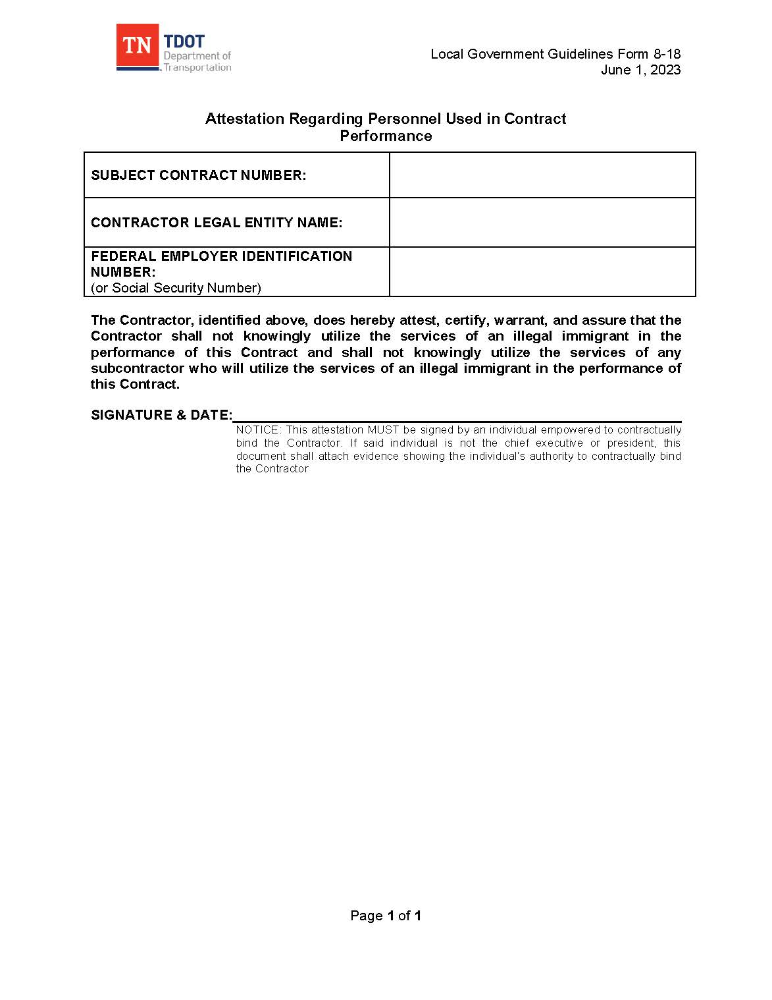 TN TDOT
Department of
Transportation
Local Government Guidelines Form 8-18
June 1, 2023
Attestation Regarding Personnel Used in Contract
Performance
SUBJECT CONTRACT NUMBER:
CONTRACTOR LEGAL ENTITY NAME:
FEDERAL EMPLOYER IDENTIFICATION
NUMBER:
(or Social Security Number)
The Contractor, identified above, does hereby attest, certify, warrant, and assure that the
Contractor shall not knowingly utilize the services of an illegal immigrant in the
performance of this Contract and shall not knowingly utilize the services of any
subcontractor who will utilize the services of an illegal immigrant in the performance of
this Contract.
SIGNATURE & DATE:
NOTICE: This attestation MUST be signed by an individual empowered to contractually
bind the Contractor. If said individual is not the chief executive or president, this
document shall attach evidence showing the individual's authority to contractually bind
the Contractor
Page 1 of 1